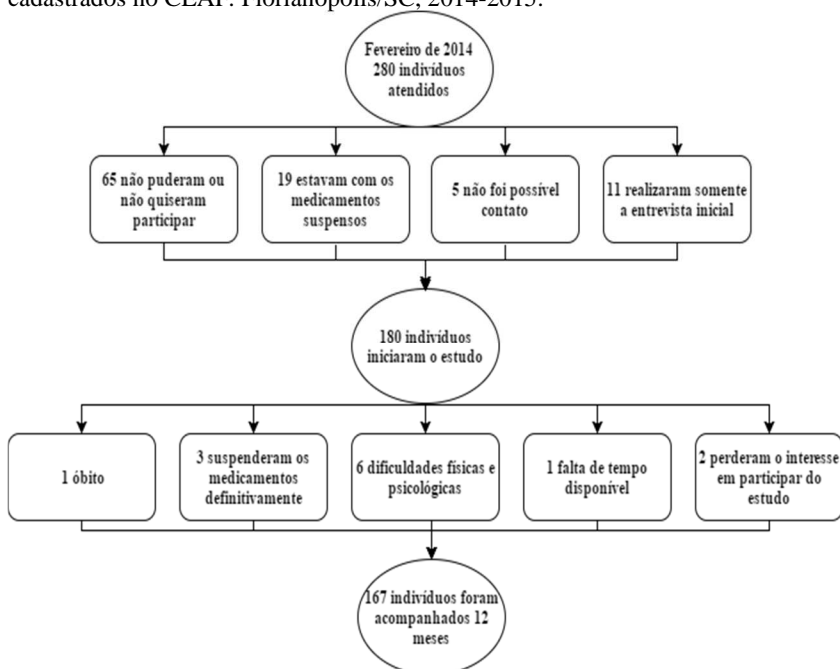 cadastrados no CEAF. Florianópolis/SC, 2014-2015.
Fevereiro de 2014
280 indivíduos
atendidos
65 não puderam ou
não quiseram
participar
19 estavam com os
medicamentos
suspensos
5 não foi possível
contato
11 realizaram somente
a entrevista inicial
180 indivíduos
iniciaram o estudo
1 óbito
3 suspenderam os
medicamentos
definitivamente
6 dificuldades físicas e
psicológicas
1 falta de tempo
disponível
2 perderam o interesse
em participar do
estudo
167 indivíduos foram
acompanhados 12
meses